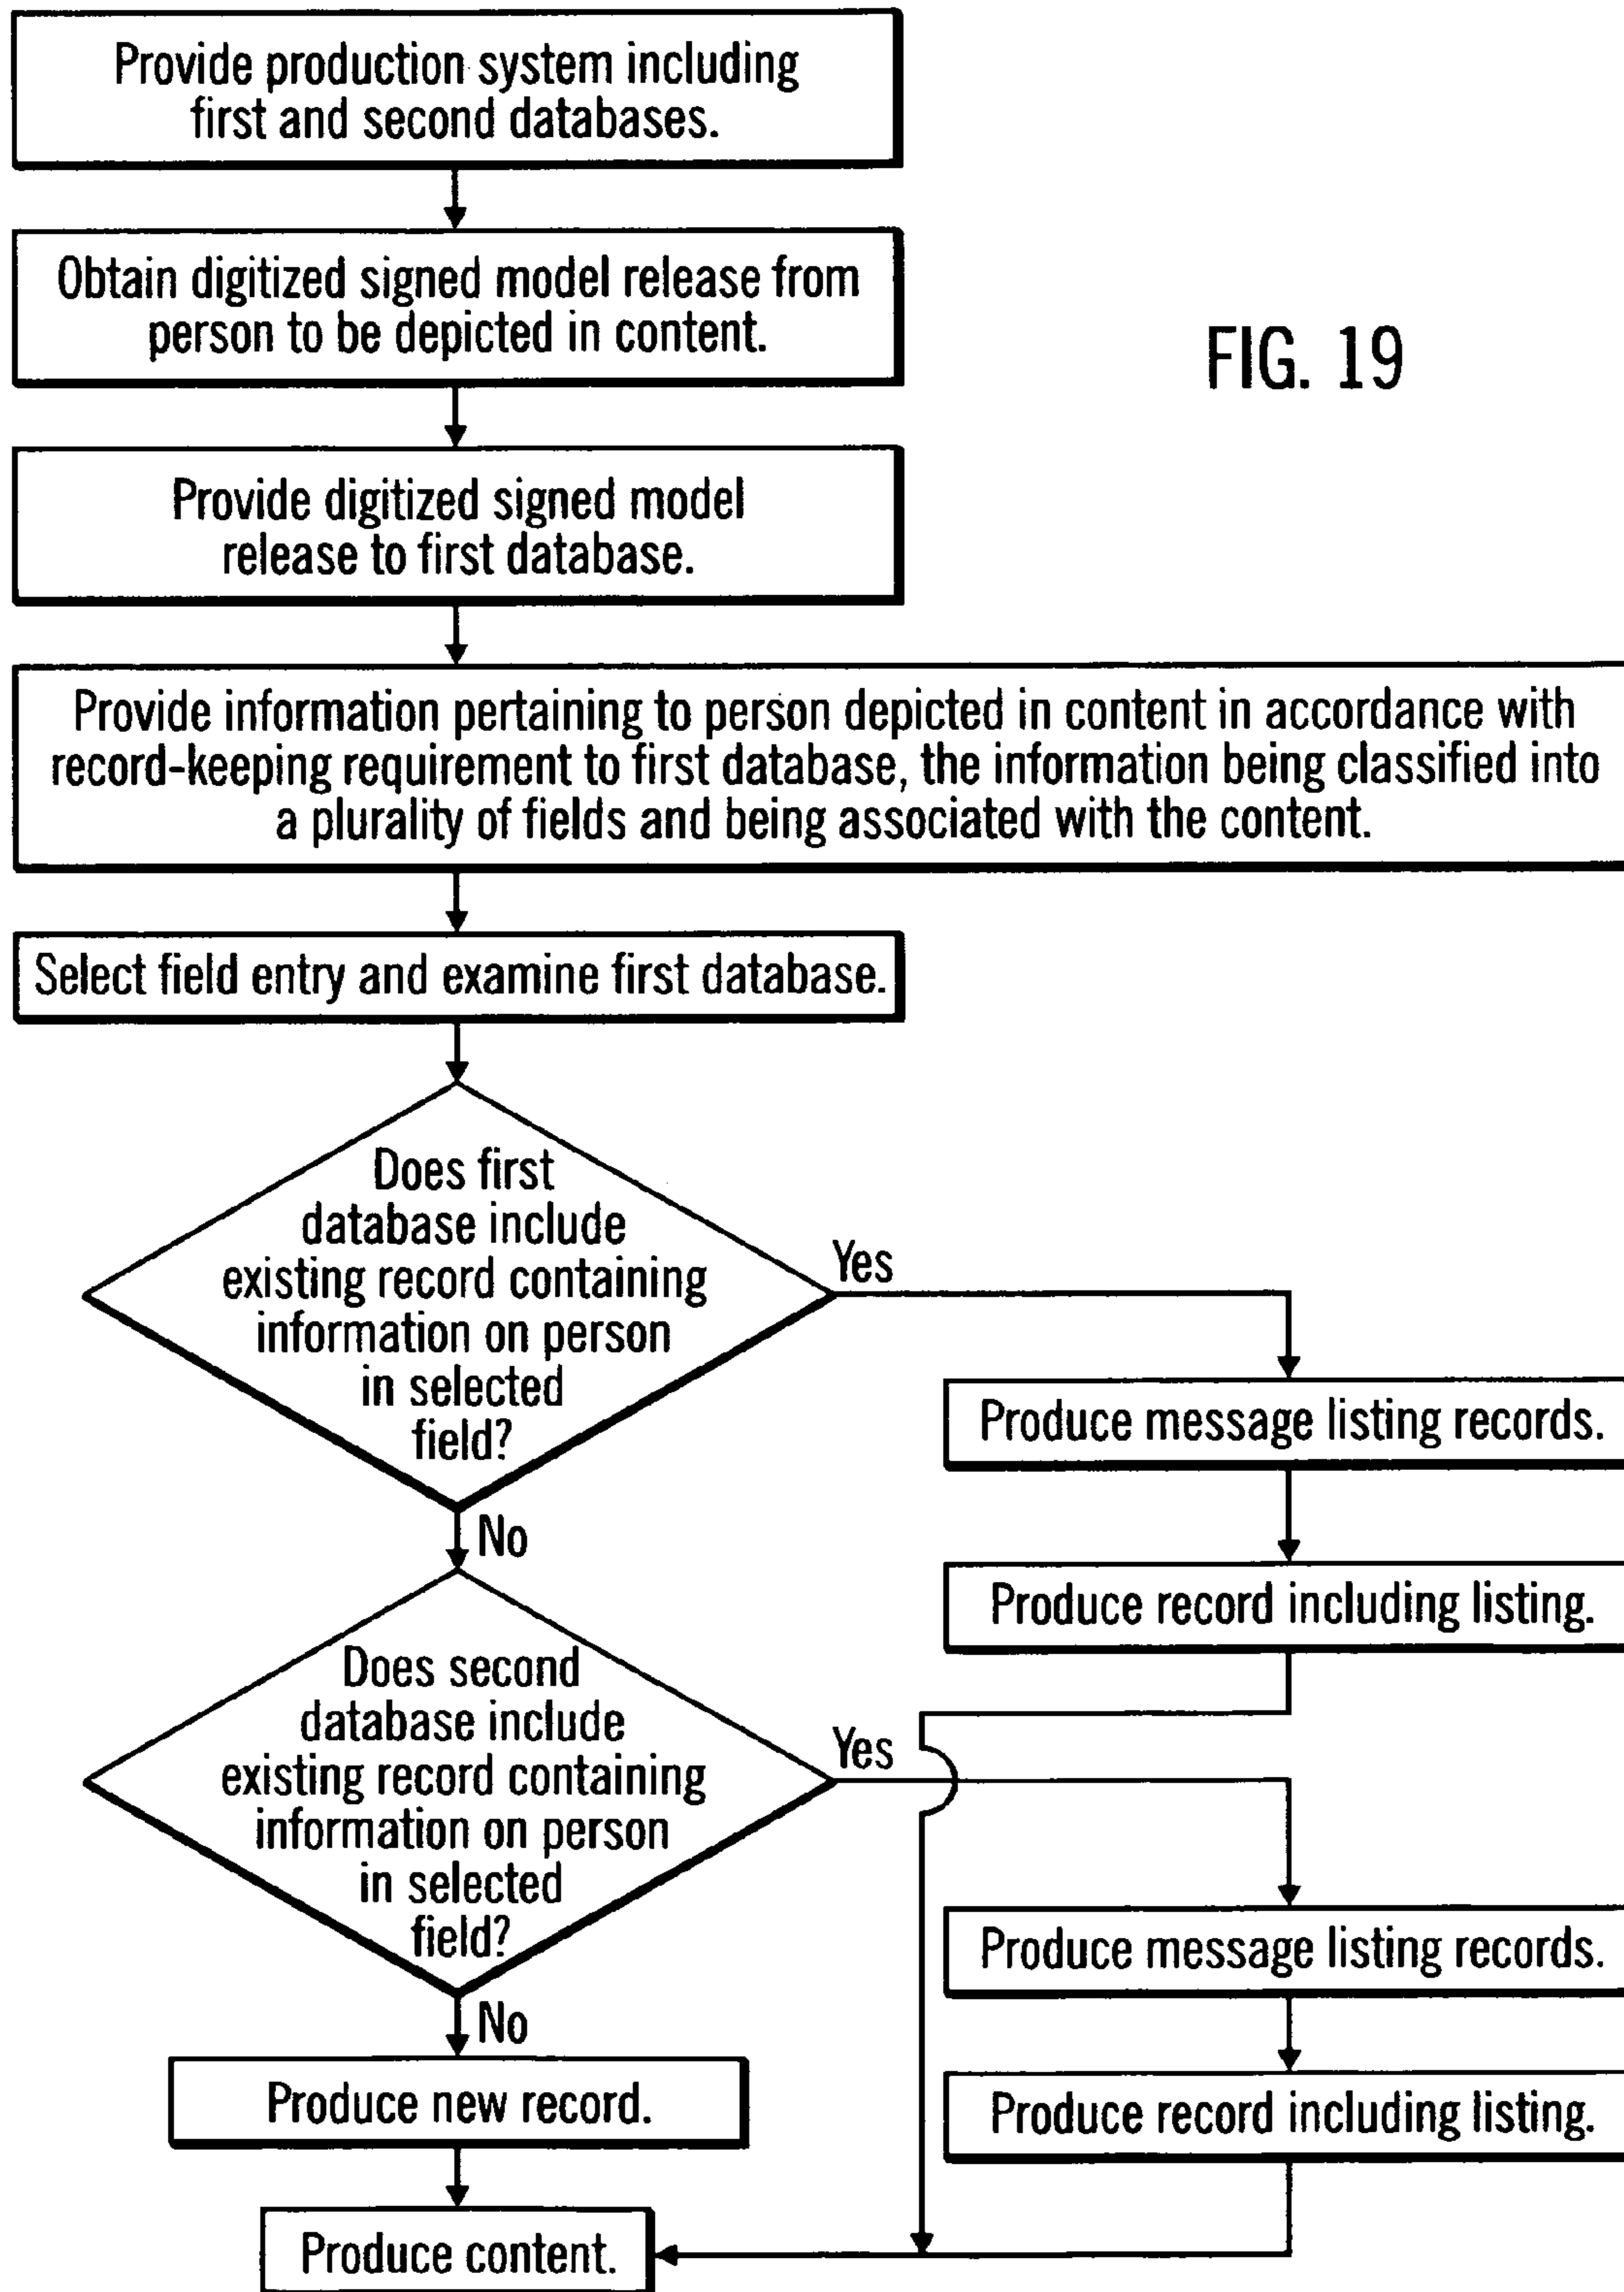 Provide production system including
first and second databases.
Obtain digitized signed model release from
person to be depicted in content.
FIG. 19
Provide digitized signed model
release to first database.
Provide information pertaining to person depicted in content in accordance with
record-keeping requirement to first database, the information being classified into
a plurality of fields and being associated with the content.
Select field entry and examine first database.
Does first
database include
existing record containing
information on person
in selected
field?
Yes
Produce message listing records.
Produce record including listing.
No
Does second
database include
existing record containing
information on person
in selected
field?
Yes
Produce message listing records.
Produce record including listing.
No
Produce new record.
Produce content.